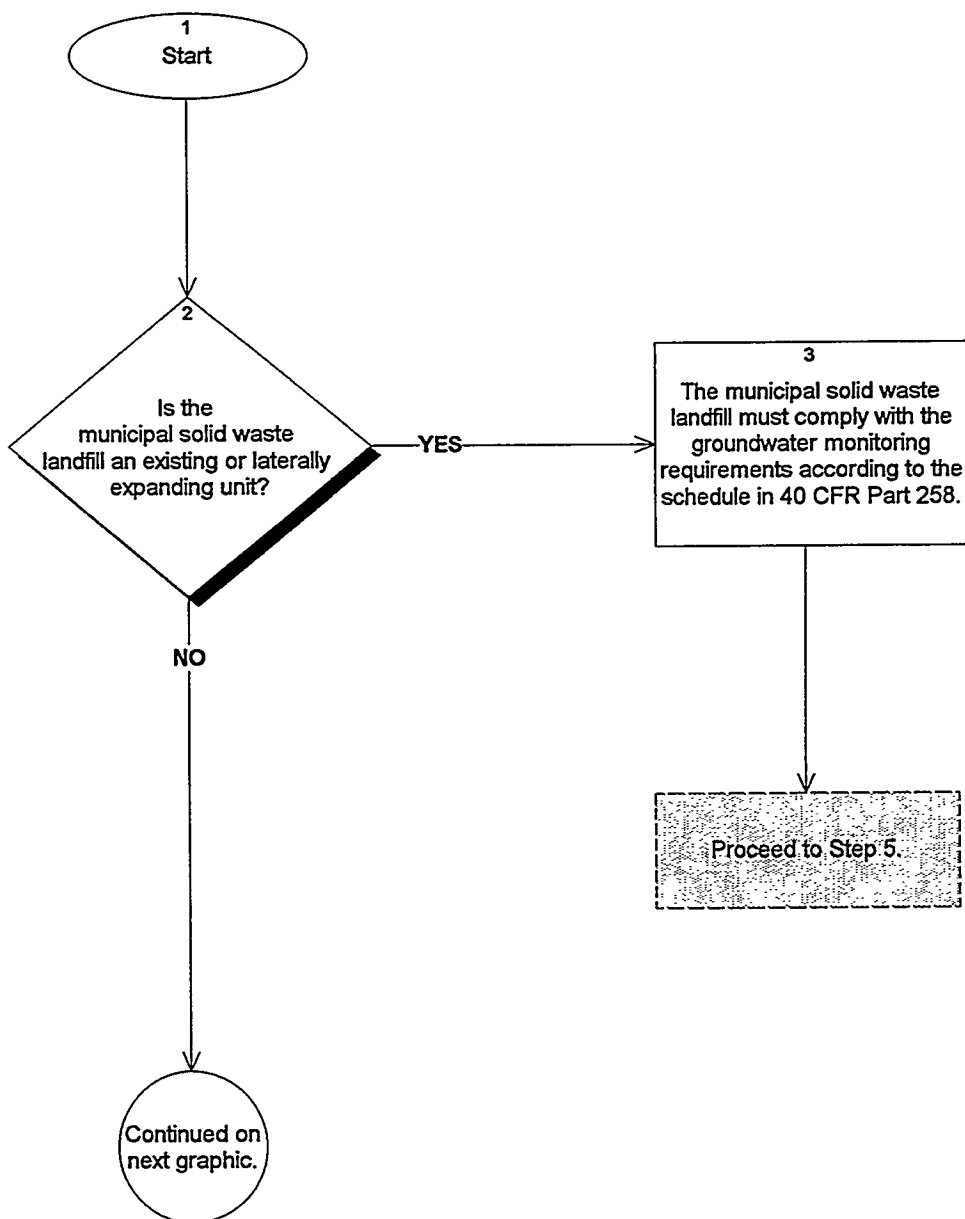 1
Start
2
Is the
municipal solid waste
landfill an existing or laterally
expanding unit?
YES
3
The municipal solid waste
landfill must comply with the
groundwater monitoring
requirements according to the
schedule in 40 CFR Part 258.
NO
Proceed to Step 5.
Continued on
next graphic.